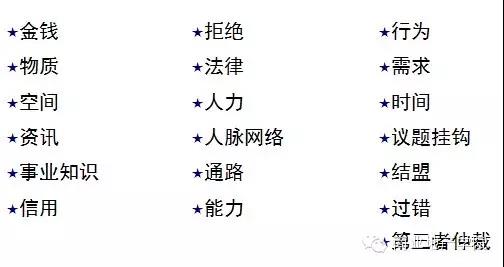 ★金钱 ★拒绝 ★行为
★物质 ★法律 ★需求
★空间 ★人力 ★时间
★资讯 ★人脉网络 ★议题挂钩
★事业知识 ★通路 ★结盟
★信用 ★能力 ★过错
★第三者仲裁